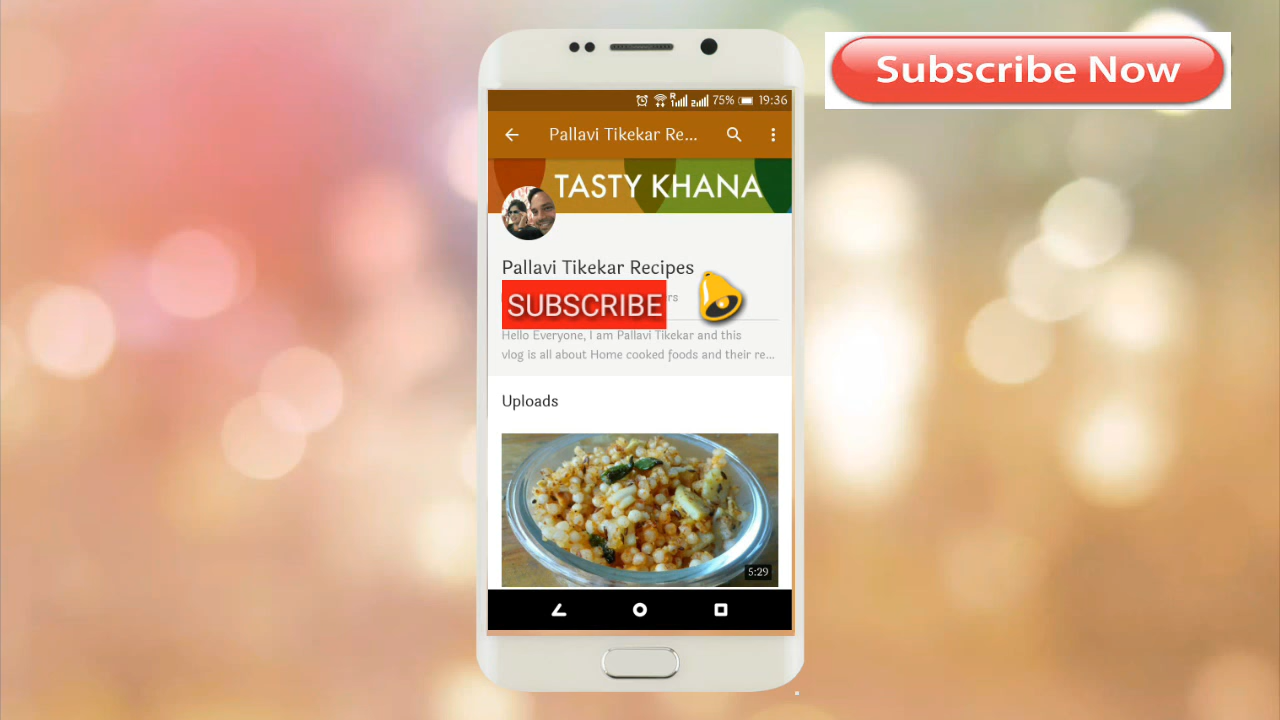 Subscribe Now
75% 19:36
Pallavi Tikekar Re...
TASTY KHANA
Pallavi Tikekar Recipes
SUBSCRIBE
Hello Everyone, I am Pallavi Tikekar and this
vlog is all about Home cooked foods and their re...
Uploads
5:29